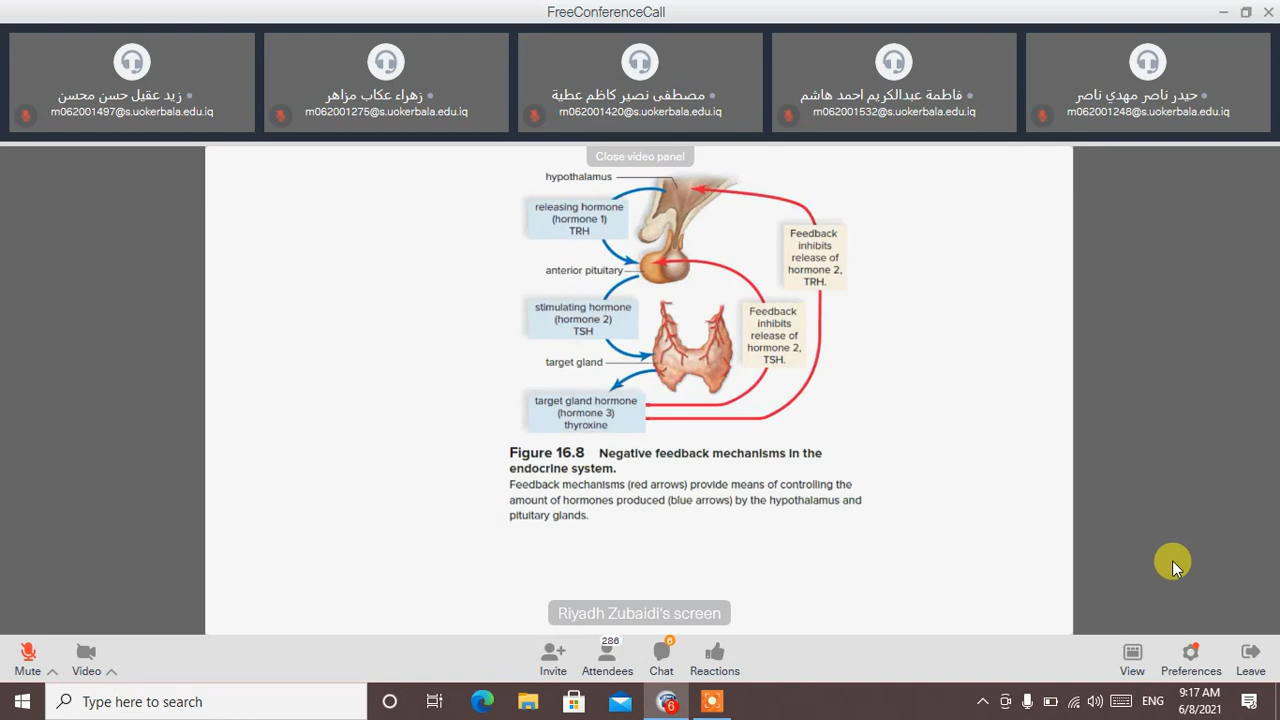 FreeConferenceCall
زيد عقيل حسن محسن
m062001497@s.uokerbala.edu.iq
زهراء عكاب مزاهر
m062001275@s.uokerbala.edu.iq
مصطفى نصير كاظم عطية
m062001420@s.uokerbala.edu.iq
فاطمة عبدالكريم احمد هاشم
m062001532@s.uokerbala.edu.iq
حيدر ناصر مهدي ناصر
m062001248@s.uokerbala.edu.iq
Close video panel
hypothalamus
releasing hormone
(hormone 1)
TRH
anterior pituitary
stimulating hormone
(hormone 2)
TSH
target gland
target gland hormone
(hormone 3)
thyroxine
Feedback
inhibits
release of
hormone 2,
TSH.
Feedback
inhibits
release of
hormone 2,
TRH.
Figure 16.8 Negative feedback mechanisms in the
endocrine system.
Feedback mechanisms (red arrows) provide means of controlling the
amount of hormones produced (blue arrows) by the hypothalamus and
pituitary glands.
Riyadh Zubaidi's screen
Mute
Video
Invite
286
Attendees
6
Chat
Reactions
View
Preferences
Leave
Type here to search
6
ENG
9:17 AM
6/8/2021